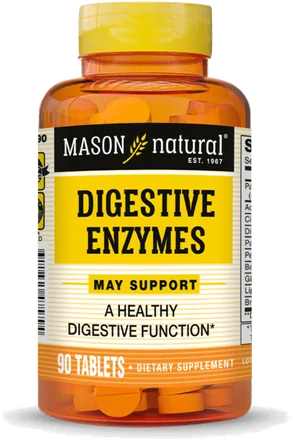 MASON natural®
EST. 1967
DIGESTIVE
ENZYMES
MAY SUPPORT
A HEALTHY
DIGESTIVE FUNCTION*
90 TABLETS • DIETARY SUPPLEMENT